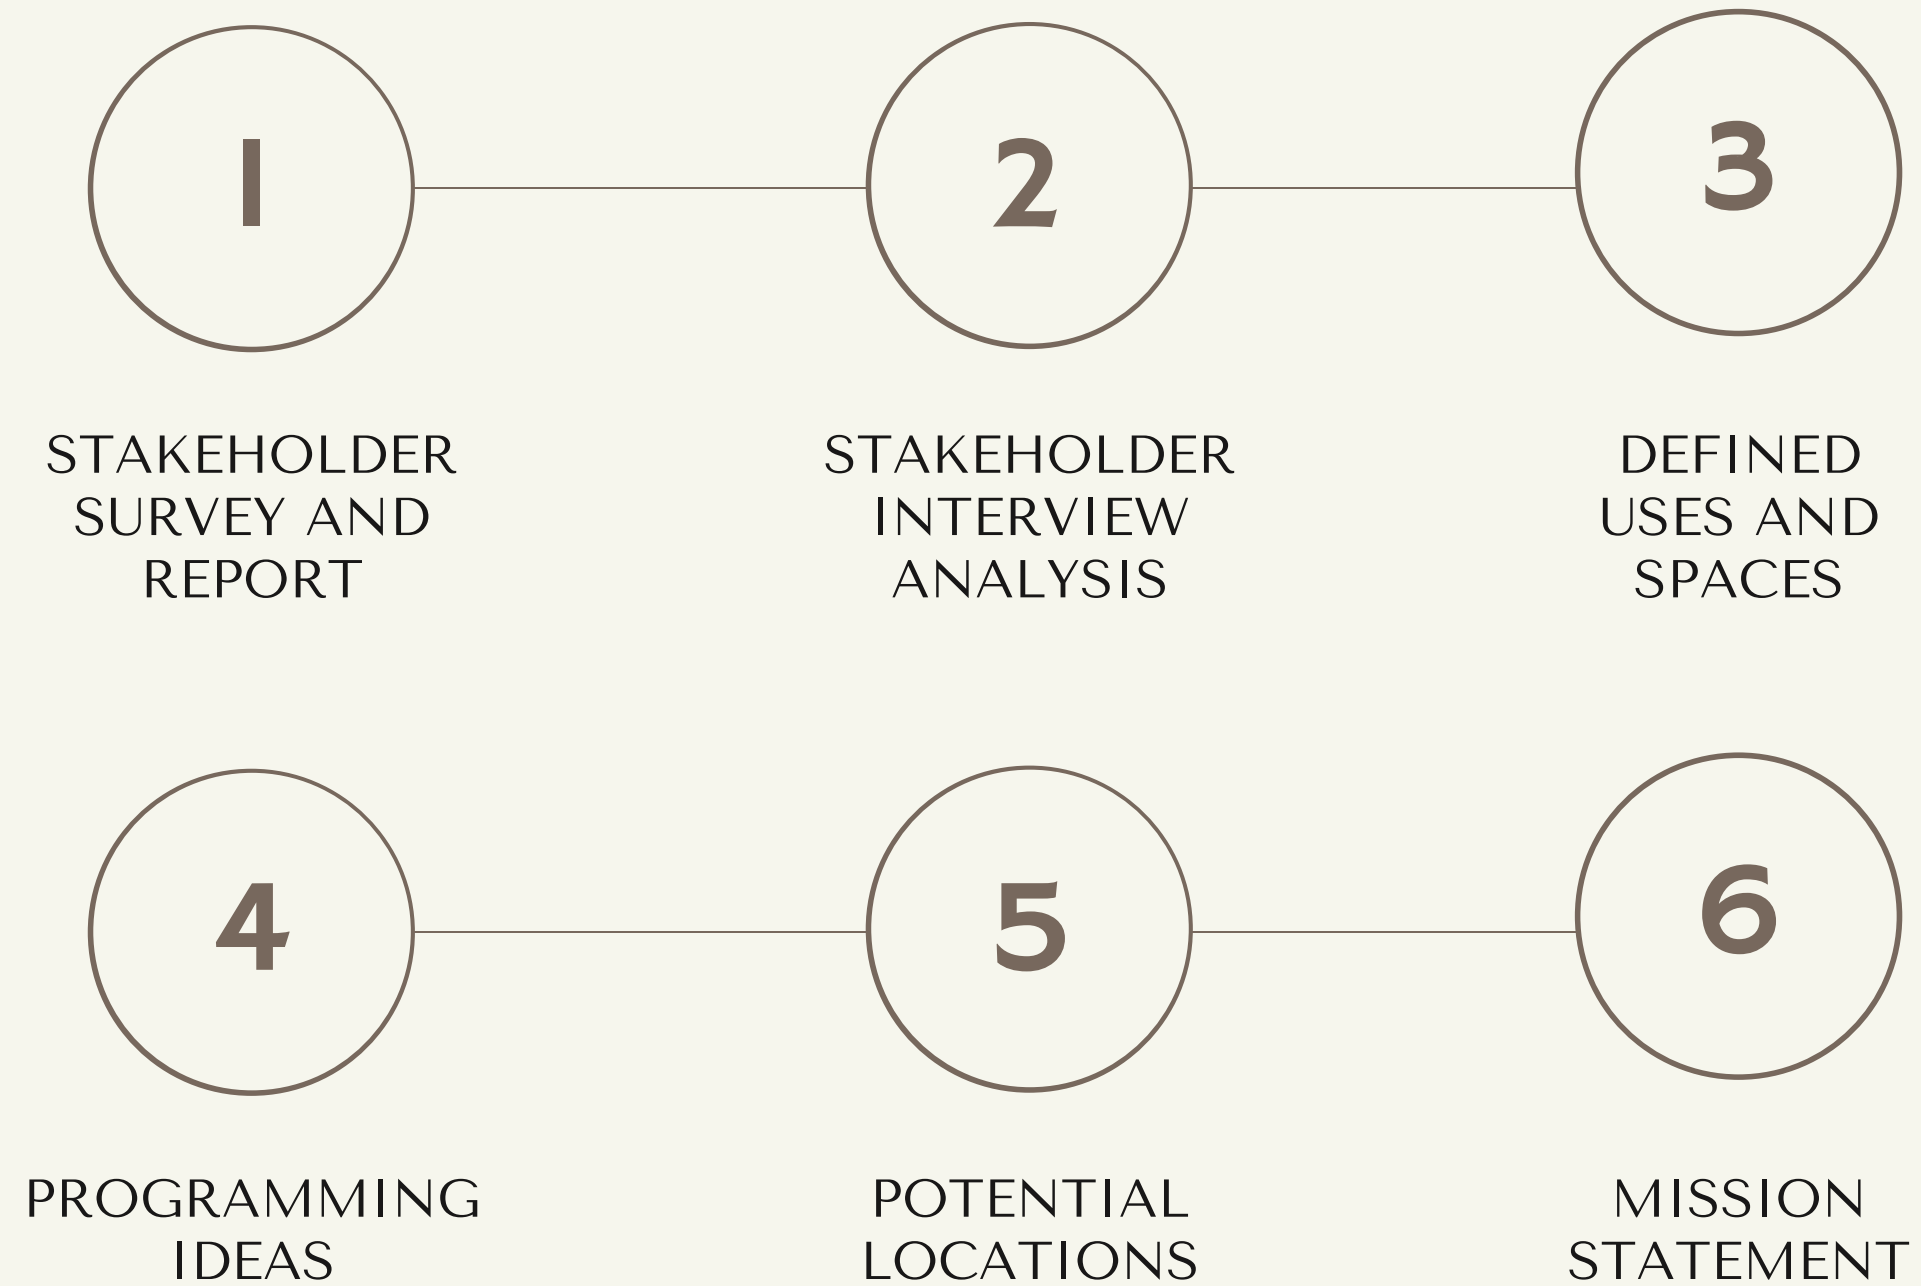 1
2
3
STAKEHOLDER
SURVEY AND
REPORT
STAKEHOLDER
INTERVIEW
ANALYSIS
DEFINED
USES AND
SPACES
4
5
6
PROGRAMMING
IDEAS
POTENTIAL
LOCATIONS
MISSION
STATEMENT